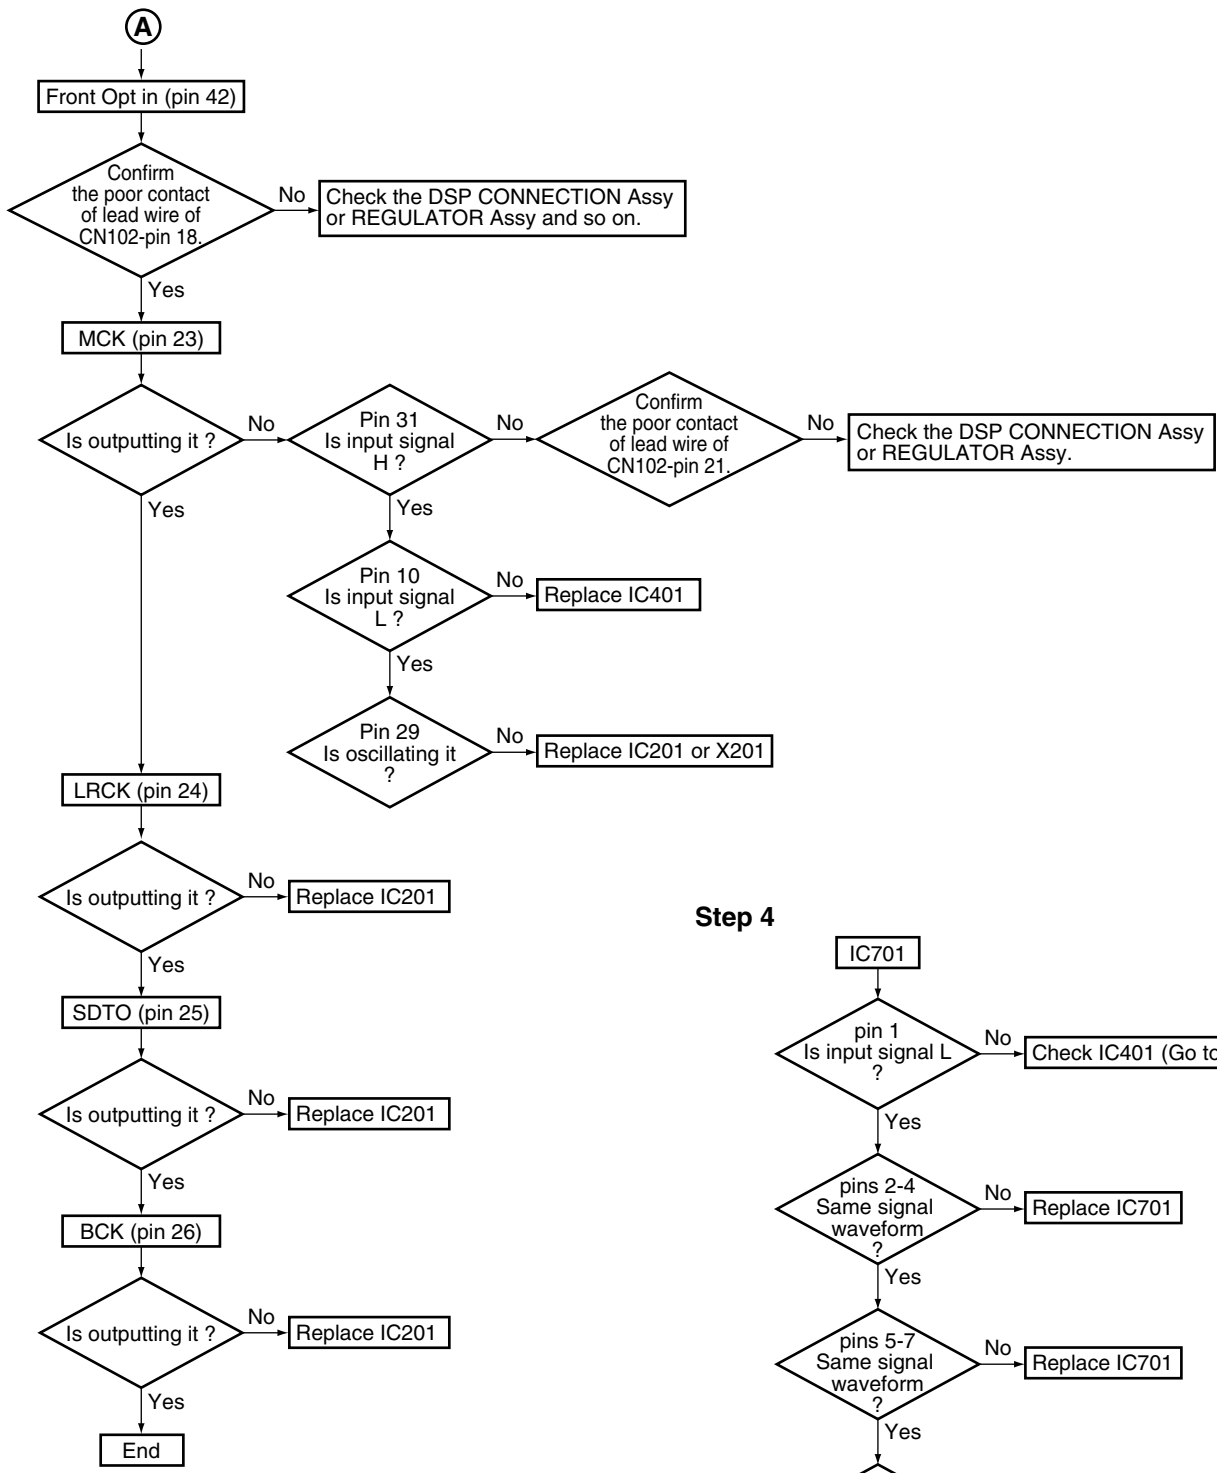 A
Front Opt in (pin 42)
Confirm
the poor contact
of lead wire of
CN102-pin 18.
No
Check the DSP CONNECTION Assy
or REGULATOR Assy and so on.
Yes
MCK (pin 23)
Is outputting it ?
No
Pin 31
Is input signal
H ?
No
Confirm
the poor contact
of lead wire of
CN102-pin 21.
No
Check the DSP CONNECTION Assy
or REGULATOR Assy.
Yes
Yes
Pin 10
Is input signal
L ?
No
Replace IC401
Yes
Pin 29
Is oscillating it
?
No
Replace IC201 or X201
LRCK (pin 24)
Is outputting it ?
No
Replace IC201
Yes
SDTO (pin 25)
Is outputting it ?
No
Replace IC201
Yes
BCK (pin 26)
Is outputting it ?
No
Replace IC201
Yes
End
Step 4
IC701
pin 1
Is input signal L
?
No
Check IC401 (Go to
Yes
pins 2-4
Same signal
waveform
?
No
Replace IC701
Yes
pins 5-7
Same signal
waveform
?
No
Replace IC701
Yes